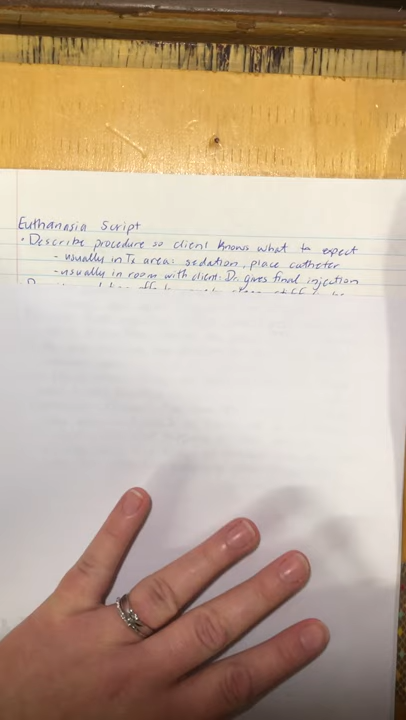 Euthanasia Script
• Describe procedure so client knows what to expect
- usually in Tx area: sedation, place catheter
- usually in room with client: Dr. gives final injection